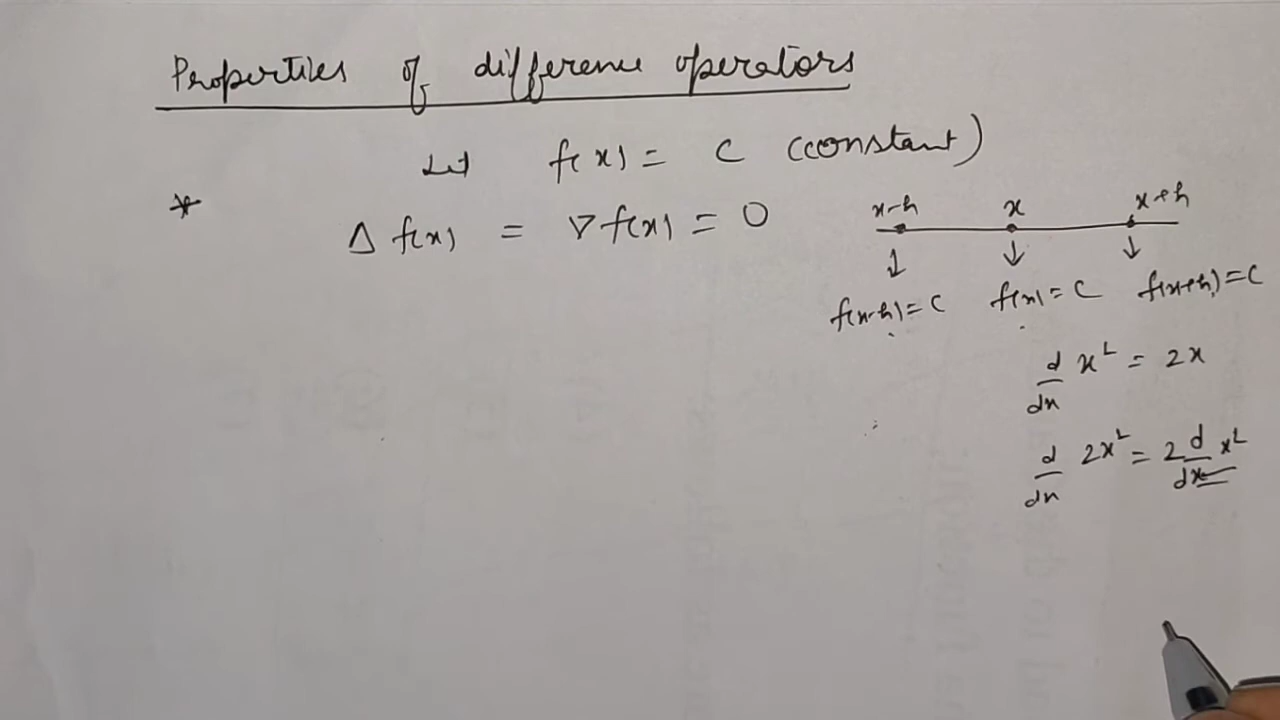 Properties of difference operators
Let f(x) = C (constant)
* Δ f(x) = ∇ f(x) = 0
x-h x x+h
↓ ↓ ↓
f(x-h) = C f(x) = C f(x+h) = C
d/dx x² = 2x
d/dx 2x² = 2 d/dx x²